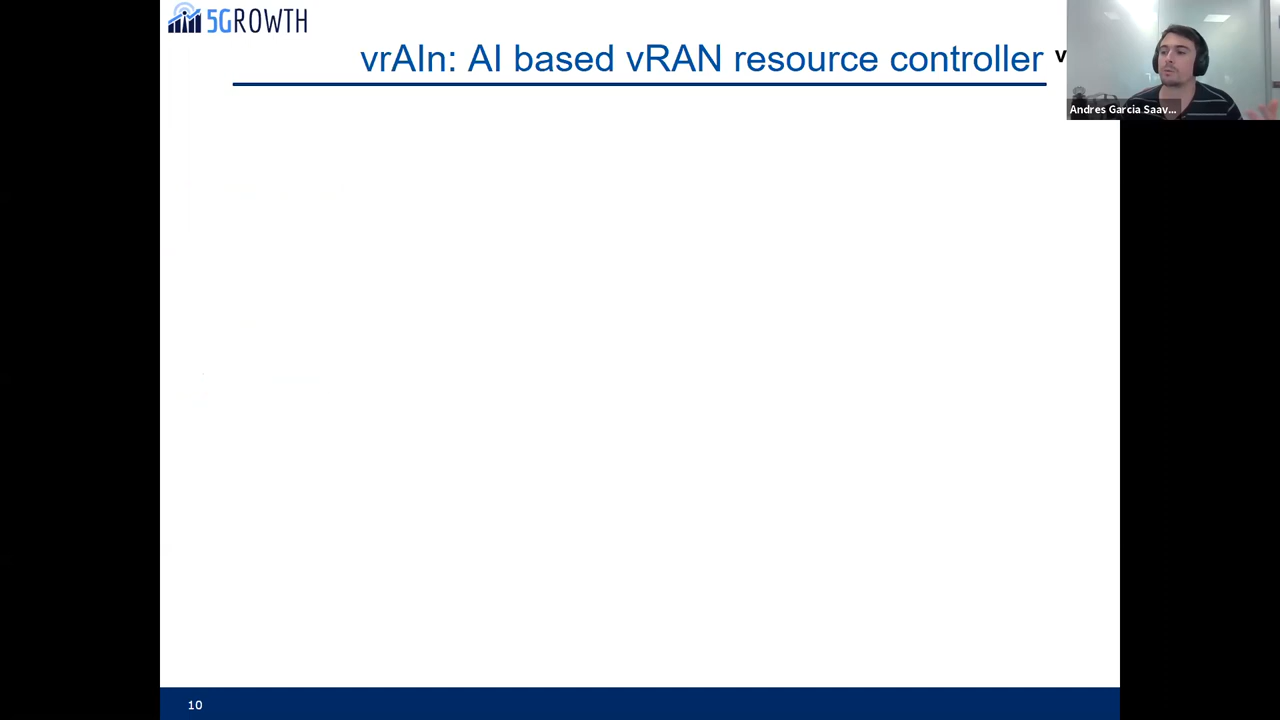 5GROWTH
vrAIn: AI based vRAN resource controller
v
Andres Garcia Saav...
10